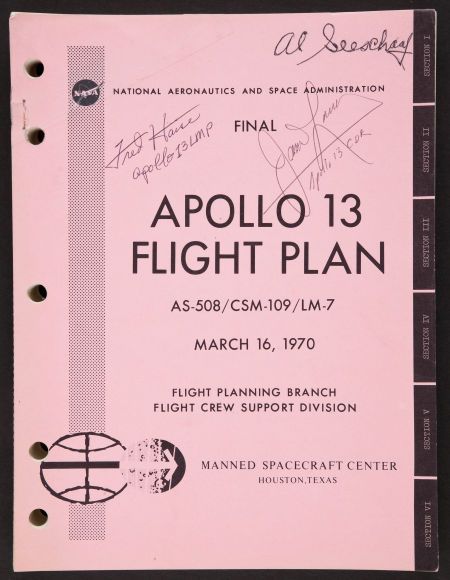 Al Seeschaaf
SECTION I
NASA
NATIONAL AERONAUTICS AND SPACE ADMINISTRATION
Fred Haise
Apollo 13 LMP
FINAL
Apollo 13 CDR
SECTION II
APOLLO 13
FLIGHT PLAN
SECTION III
AS-508/CSM-109/LM-7
MARCH 16, 1970
SECTION IV
FLIGHT PLANNING BRANCH
FLIGHT CREW SUPPORT DIVISION
SECTION V
MANNED SPACECRAFT CENTER
HOUSTON, TEXAS
SECTION VI